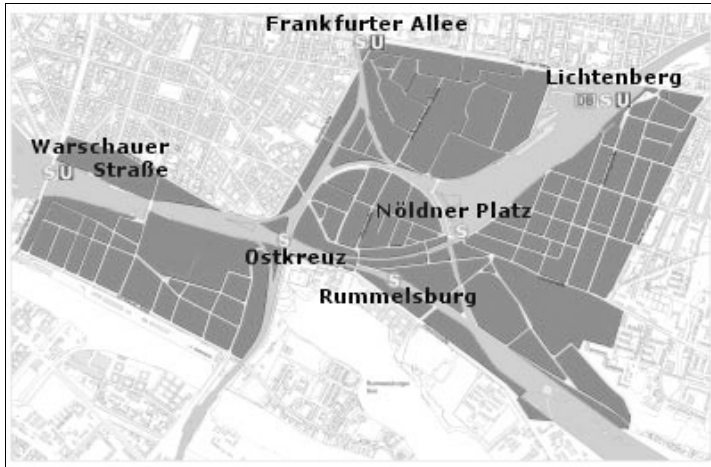 Frankfurter Allee
S U
Lichtenberg
DB S U
Warschauer
Straße
S U
Nöldner Platz
S
S
Ostkreuz
S
Rummelsburg